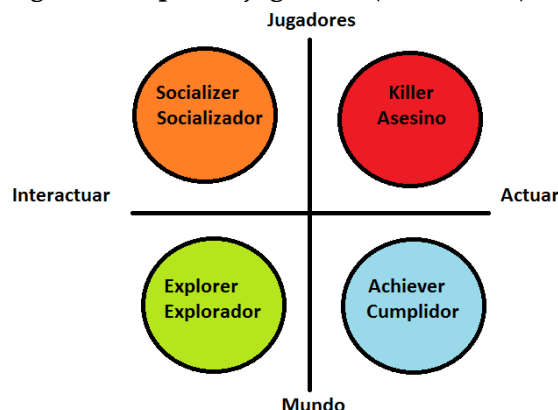 Jugadores
Socializer
Socializador
Killer
Asesino
Interactuar
Actuar
Explorer
Explorador
Achiever
Cumplidor
Mundo